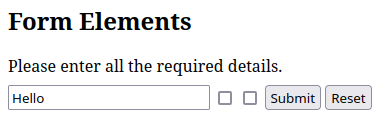 Form Elements
Please enter all the required details.
Hello Submit Reset